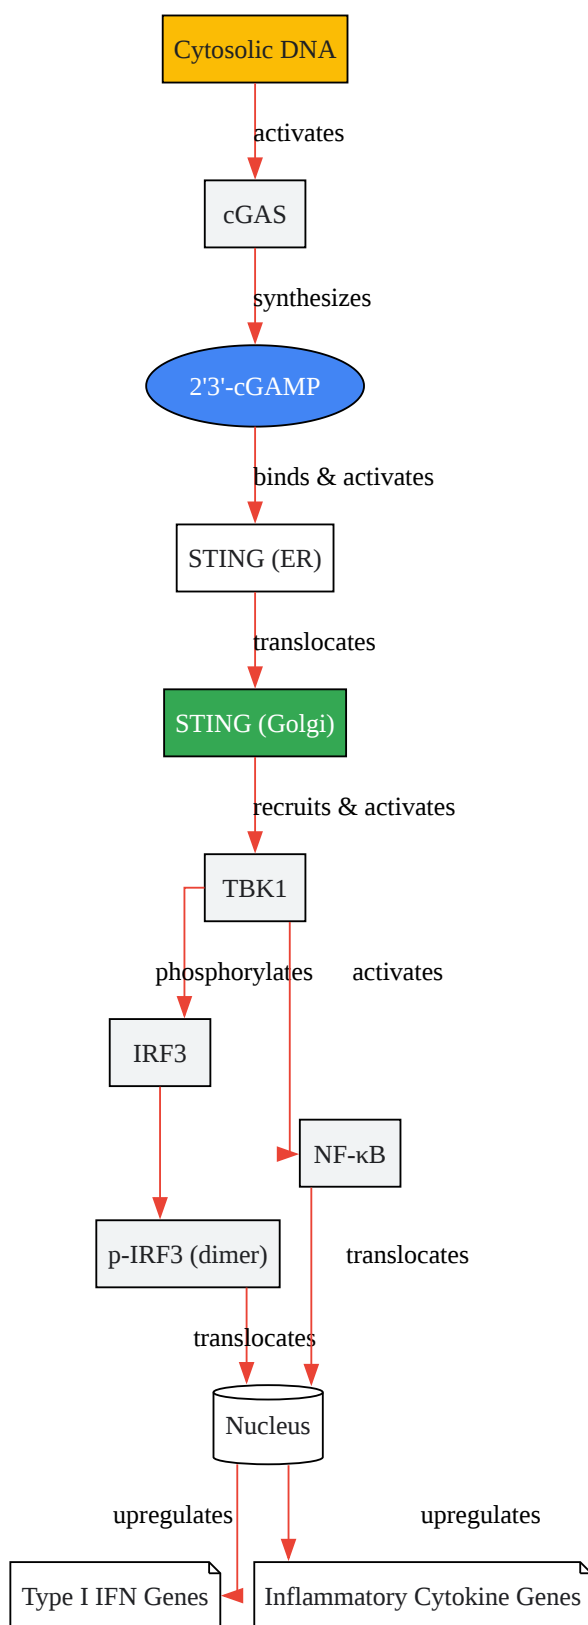 Cytosolic DNA
activates
cGAS
synthesizes
2'3'-cGAMP
binds & activates
STING (ER)
translocates
STING (Golgi)
recruits & activates
TBK1
phosphorylates
activates
IRF3
NF-κB
p-IRF3 (dimer)
translocates
translocates
Nucleus
upregulates
upregulates
Type I IFN Genes
Inflammatory Cytokine Genes